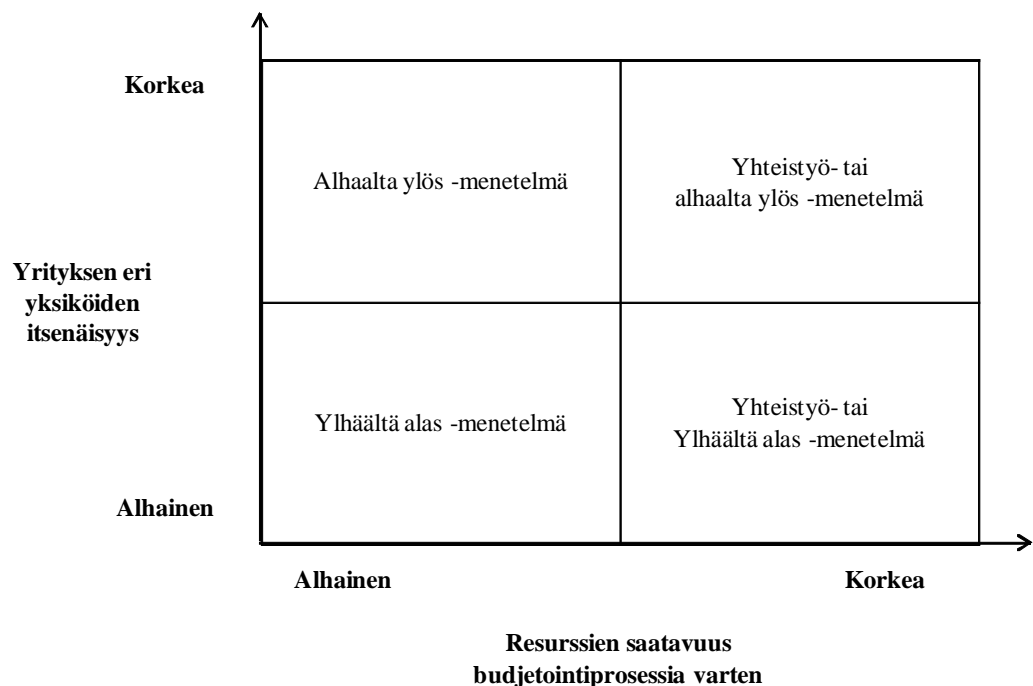 Korkea
Alhaalta ylös -menetelmä
Yhteistyö- tai
alhaalta ylös -menetelmä
Yrityksen eri
yksiköiden
itsenäisyys
Ylhäältä alas -menetelmä
Yhteistyö- tai
Ylhäältä alas -menetelmä
Alhainen
Alhainen
Korkea
Resurssien saatavuus
budjetointiprosessia varten